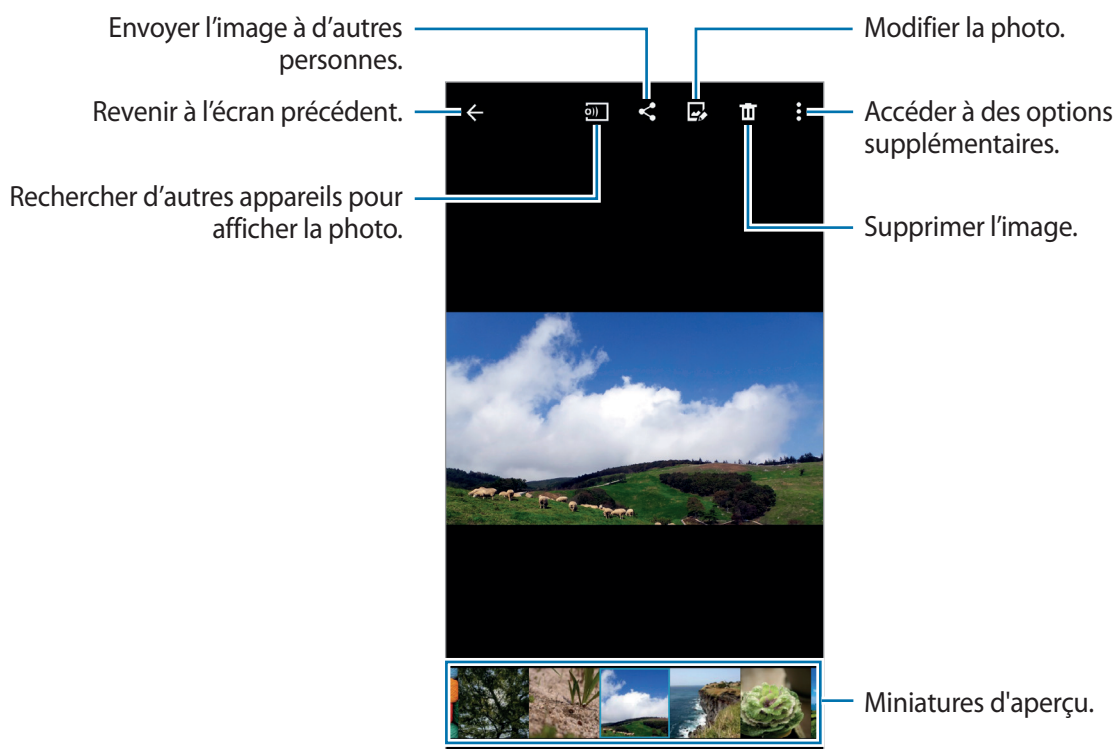 Envoyer l’image à d’autres
personnes.
Modifier la photo.
Revenir à l’écran précédent.
Accéder à des options
supplémentaires.
Rechercher d’autres appareils pour
afficher la photo.
Supprimer l’image.
Miniatures d'aperçu.